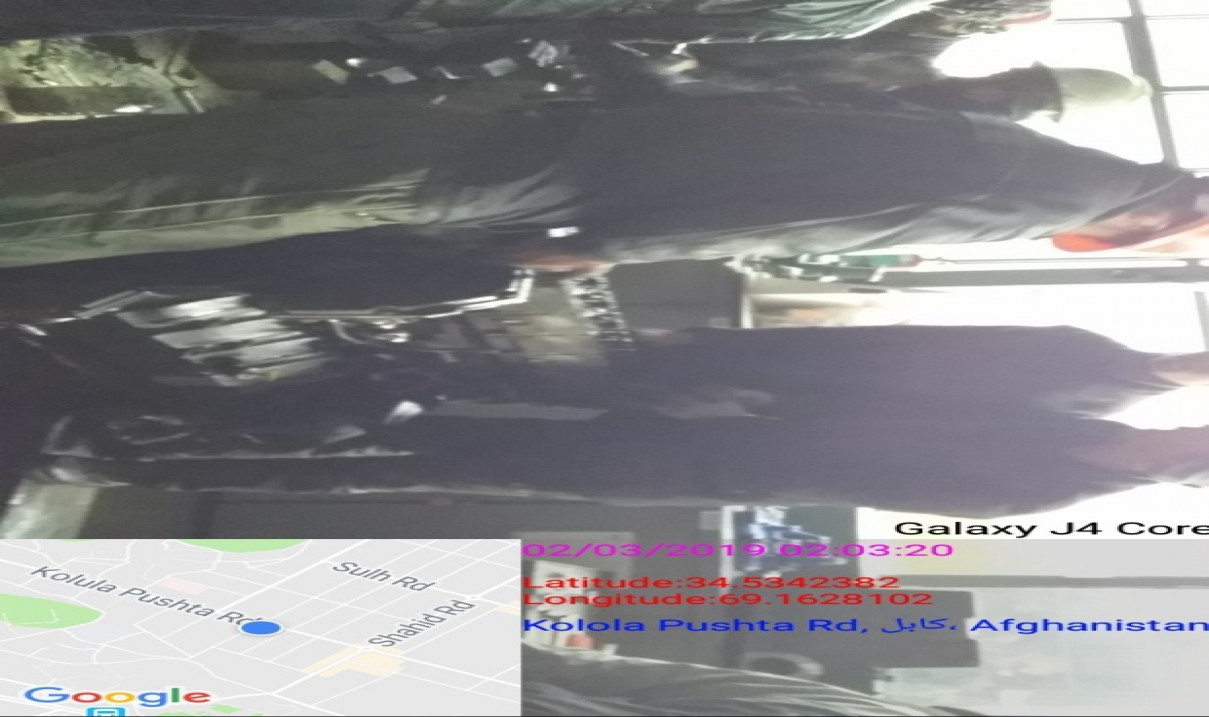 Galaxy J4 Core
02/03/2019 02:03:20
Latitude:34.5342382
Longitude:69.1628102
Kolola Pushta Rd, کابل، Afghanistan
Kolula Pushta Rd
Sulh Rd
Shahid Rd
Google